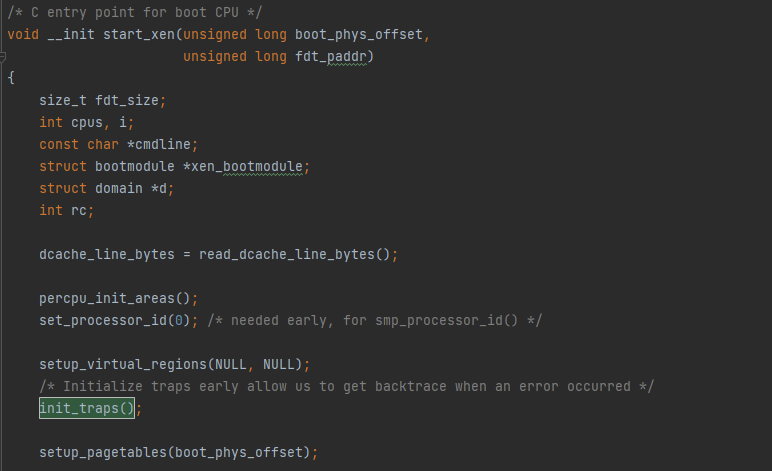 /* C entry point for boot CPU */
void __init start_xen(unsigned long boot_phys_offset,
                      unsigned long fdt_paddr)
{
    size_t fdt_size;
    int cpus, i;
    const char *cmdline;
    struct bootmodule *xen_bootmodule;
    struct domain *d;
    int rc;

    dcache_line_bytes = read_dcache_line_bytes();

    percpu_init_areas();
    set_processor_id(0); /* needed early, for smp_processor_id() */

    setup_virtual_regions(NULL, NULL);
    /* Initialize traps early allow us to get backtrace when an error occurred */
    init_traps();

    setup_pagetables(boot_phys_offset);